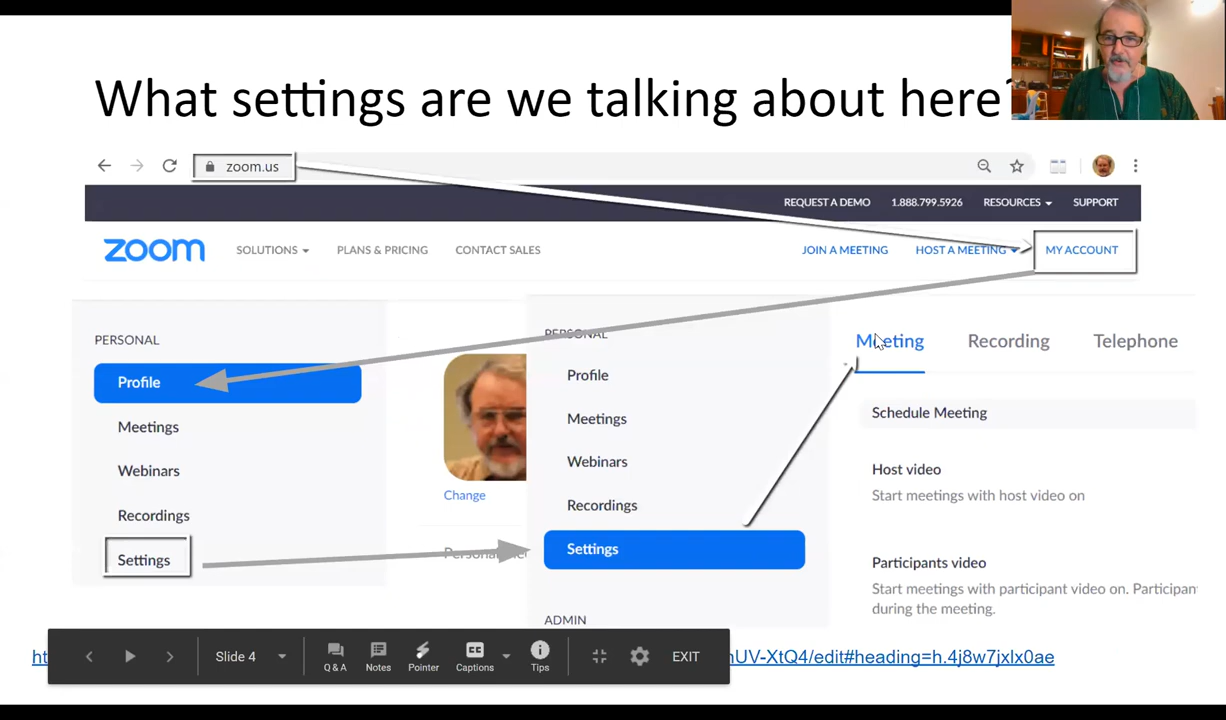 What settings are we talking about here?
zoom.us
REQUEST A DEMO 1.888.799.5926 RESOURCES SUPPORT
zoom SOLUTIONS PLANS & PRICING CONTACT SALES JOIN A MEETING HOST A MEETING MY ACCOUNT
PERSONAL
Profile
Meetings
Webinars
Recordings
Settings
Change
PERSONAL
Profile
Meetings
Webinars
Recordings
Settings
ADMIN
Meeting Recording Telephone
Schedule Meeting
Host video
Start meetings with host video on
Participants video
Start meetings with participant video on. Participan
during the meeting.
ht
nUV-XtQ4/edit#heading=h.4j8w7jxlx0ae
Slide 4 Q & A Notes Pointer Captions Tips EXIT